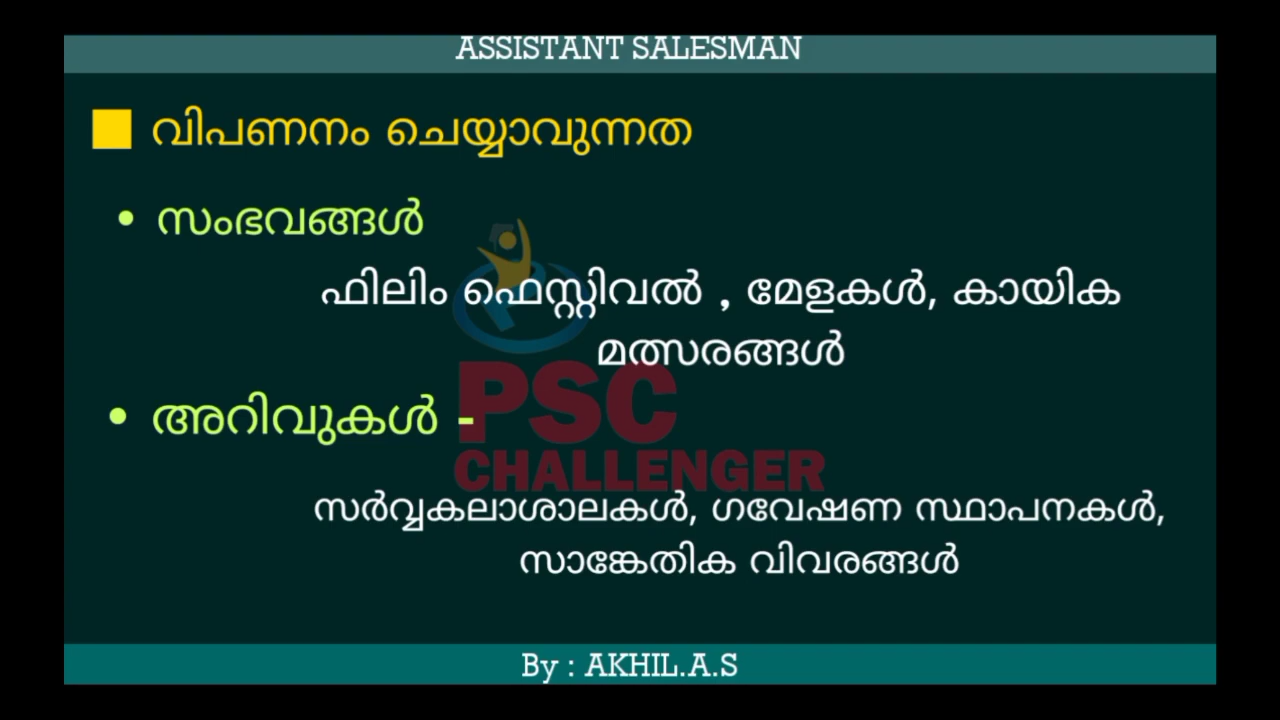 ASSISTANT SALESMAN
വിപണനം ചെയ്യാവുന്നത
• സംഭവങ്ങൾ
ഫിലിം ഫെസ്റ്റിവൽ , മേളകൾ, കായിക
മത്സരങ്ങൾ
• അറിവുകൾ -
PSC
CHALLENGER
സർവ്വകലാശാലകൾ, ഗവേഷണ സ്ഥാപനകൾ,
സാങ്കേതിക വിവരങ്ങൾ
By : AKHIL.A.S